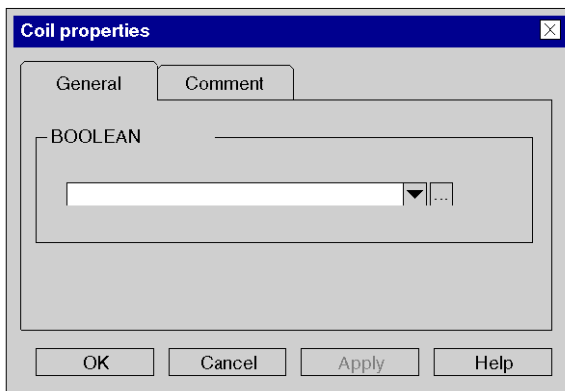 Coil properties
General Comment
BOOLEAN
...
OK Cancel Apply Help